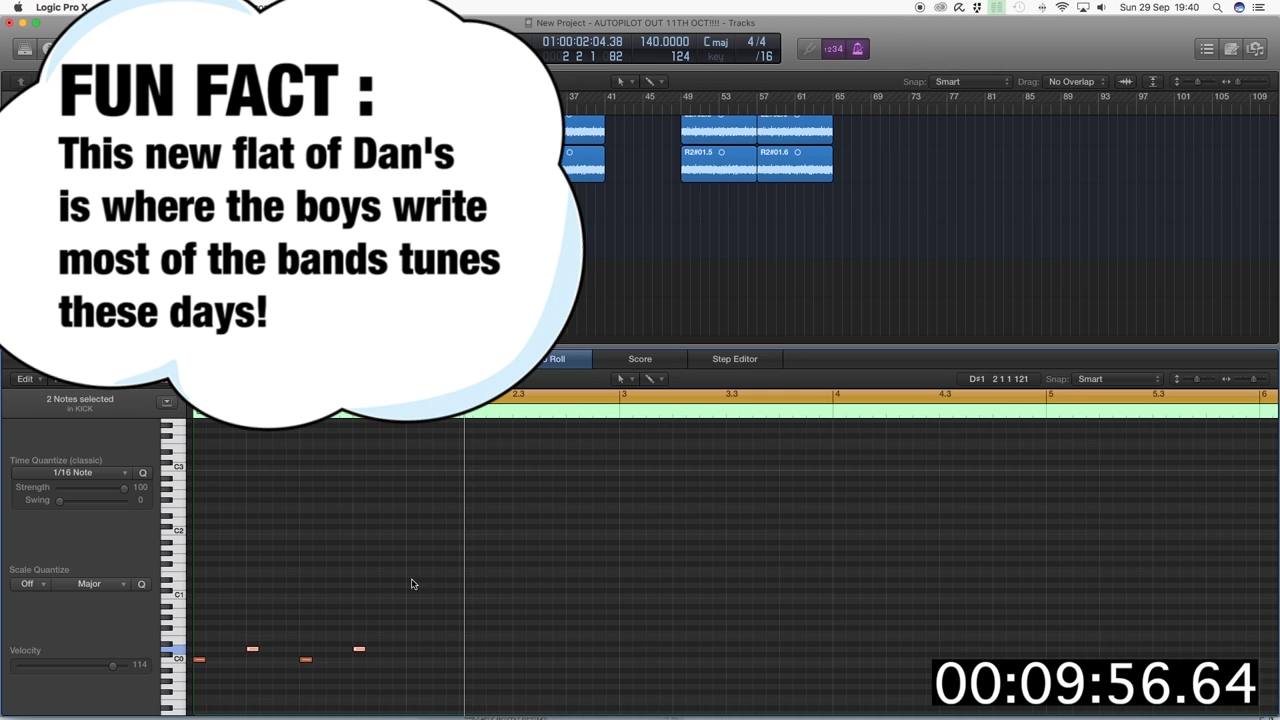 Logic Pro X
Sun 29 Sep 19:40
New Project - AUTOPILOT OUT 11TH OCT!!!! - Tracks
01:00:02:04.38 140.0000 C maj 4/4
2 2 1 82 124 key /16
1234
Snap: Smart Drag: No Overlap
37 41 45 49 53 57 61 65 69 73 77 81 85 89 93 97 101 105 109
R2#01.5 R2#01.6
FUN FACT :
This new flat of Dan's
is where the boys write
most of the bands tunes
these days!
Roll Score Step Editor
Edit
D#1 2 1 1 121 Snap: Smart
2 Notes selected
in KICK
2.3 3 3.3 4 4.3 5 5.3 6
Time Quantize (classic)
1/16 Note Q
Strength 100
Swing 0
Scale Quantize
Off Major Q
Velocity
114
C3
C2
C1
C0
00:09:56.64